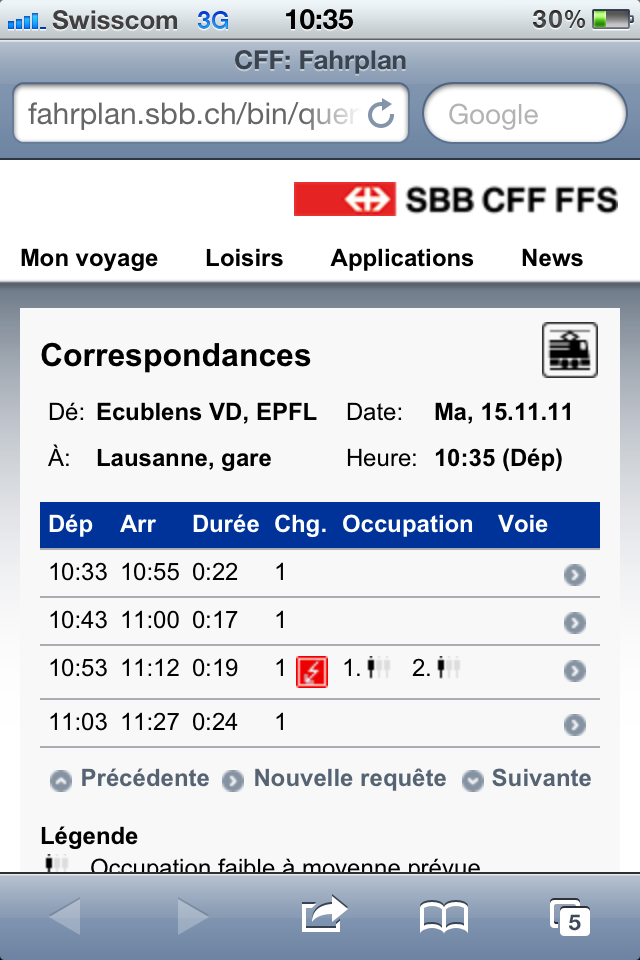 Swisscom 3G 10:35 30%
CFF: Fahrplan
fahrplan.sbb.ch/bin/quer Google
SBB CFF FFS
Mon voyage Loisirs Applications News
Correspondances
Dé: Ecublens VD, EPFL Date: Ma, 15.11.11
À: Lausanne, gare Heure: 10:35 (Dép)
Dép Arr Durée Chg. Occupation Voie
10:33 10:55 0:22 1
10:43 11:00 0:17 1
10:53 11:12 0:19 1 1. 2.
11:03 11:27 0:24 1
Précédente Nouvelle requête Suivante
Légende
Occupation faible à moyenne prévue
5